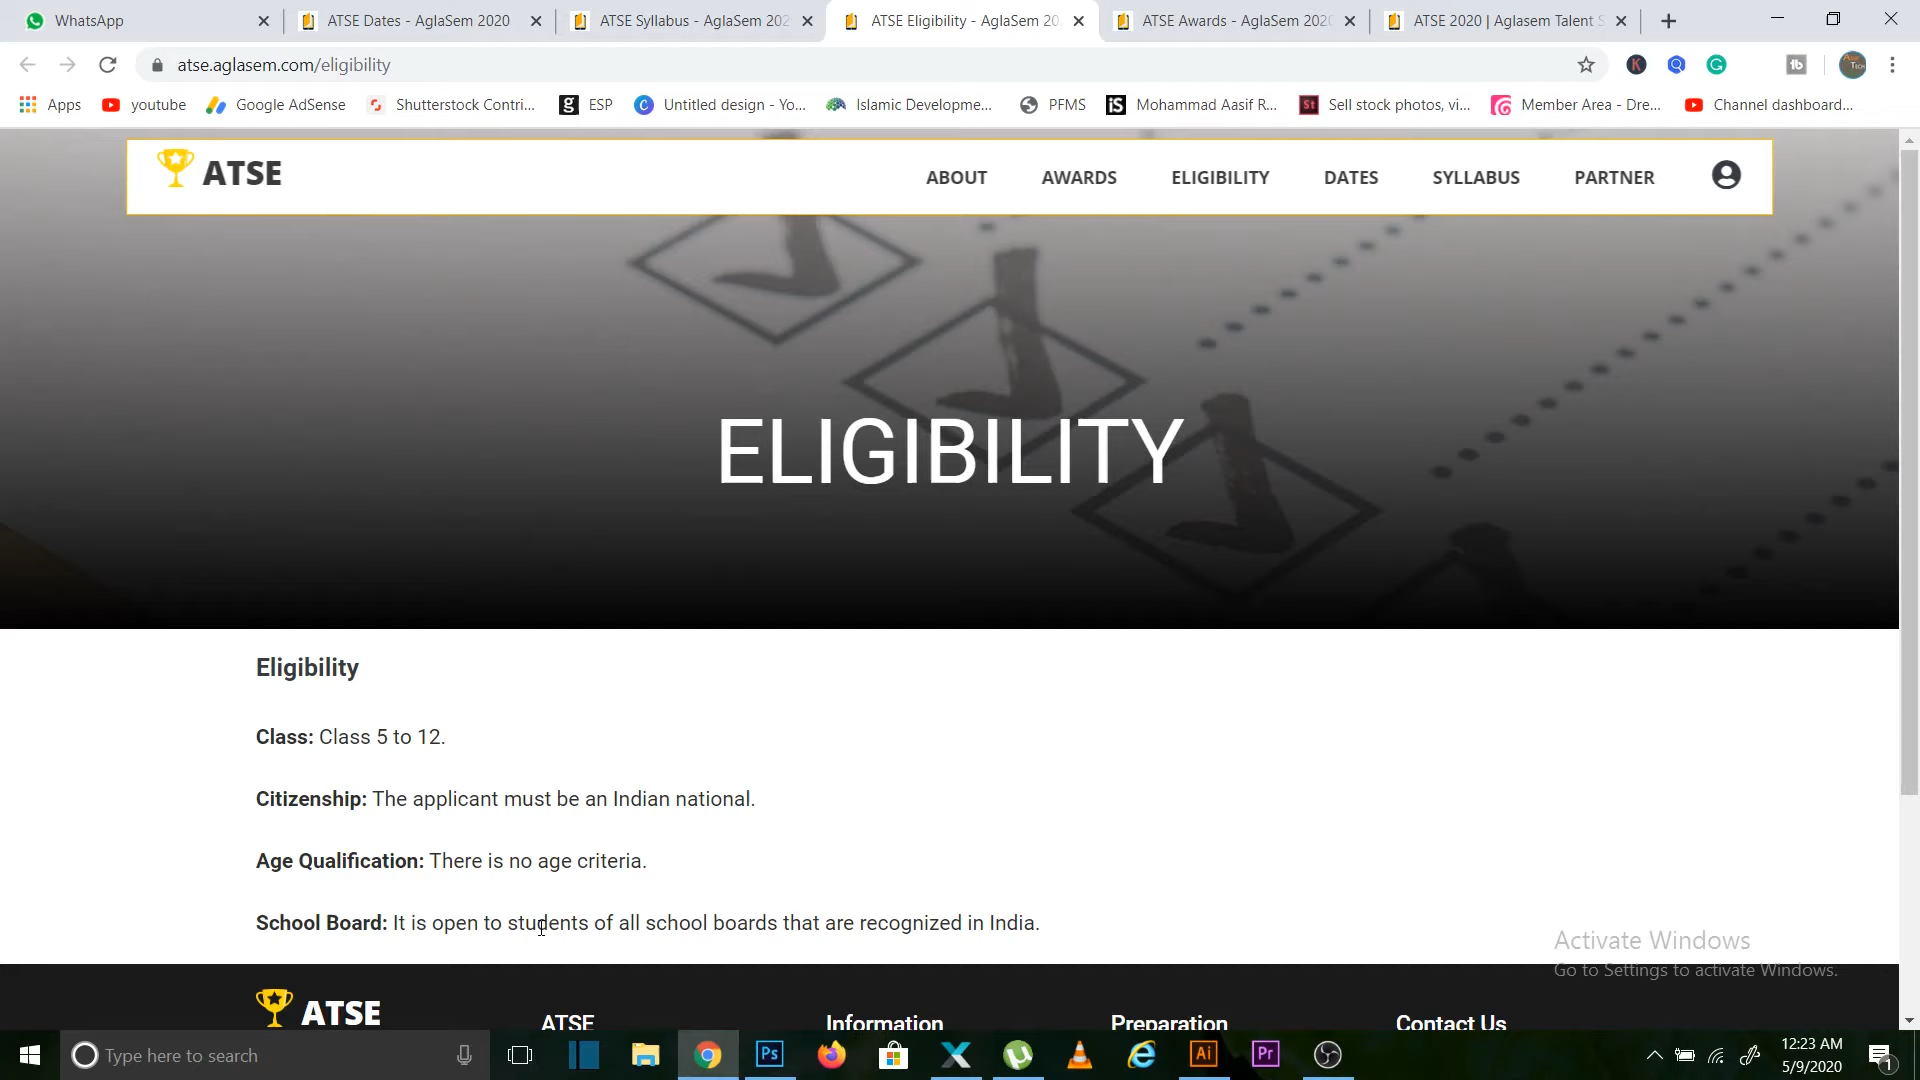 WhatsApp
ATSE Dates - AglaSem 2020
ATSE Syllabus - AglaSem 202
ATSE Eligibility - AglaSem 20
ATSE Awards - AglaSem 2020
ATSE 2020 | Aglasem Talent S
atse.aglasem.com/eligibility
Apps
youtube
Google AdSense
Shutterstock Contri...
ESP
Untitled design - Yo...
Islamic Developme...
PFMS
Mohammad Aasif R...
Sell stock photos, vi...
Member Area - Dre...
Channel dashboard...
ATSE
ABOUT
AWARDS
ELIGIBILITY
DATES
SYLLABUS
PARTNER
ELIGIBILITY
Eligibility
Class: Class 5 to 12.
Citizenship: The applicant must be an Indian national.
Age Qualification: There is no age criteria.
School Board: It is open to students of all school boards that are recognized in India.
Activate Windows
Go to Settings to activate Windows.
ATSE
ATSE
Information
Preparation
Contact Us
Type here to search
12:23 AM
5/9/2020
1